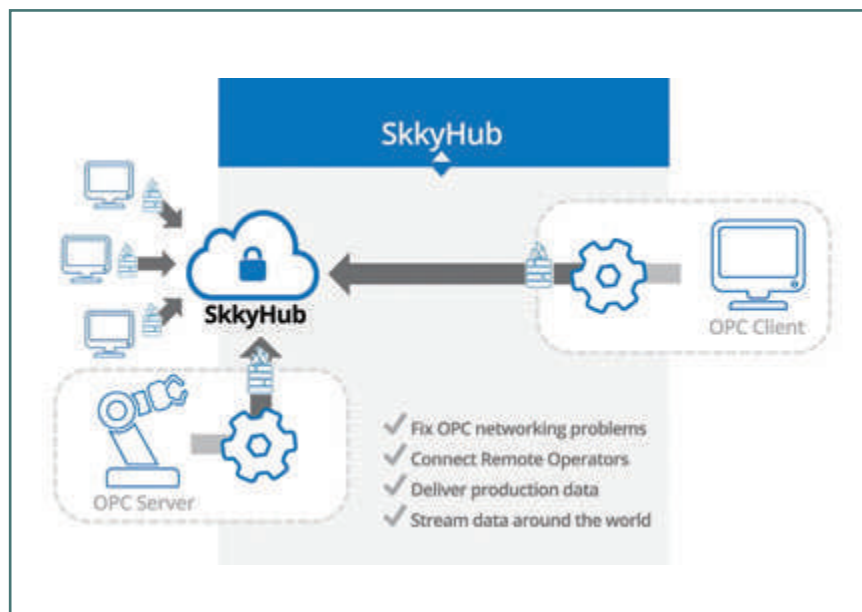 SkkyHub
SkkyHub
OPC Client
OPC Server
Fix OPC networking problems
Connect Remote Operators
Deliver production data
Stream data around the world